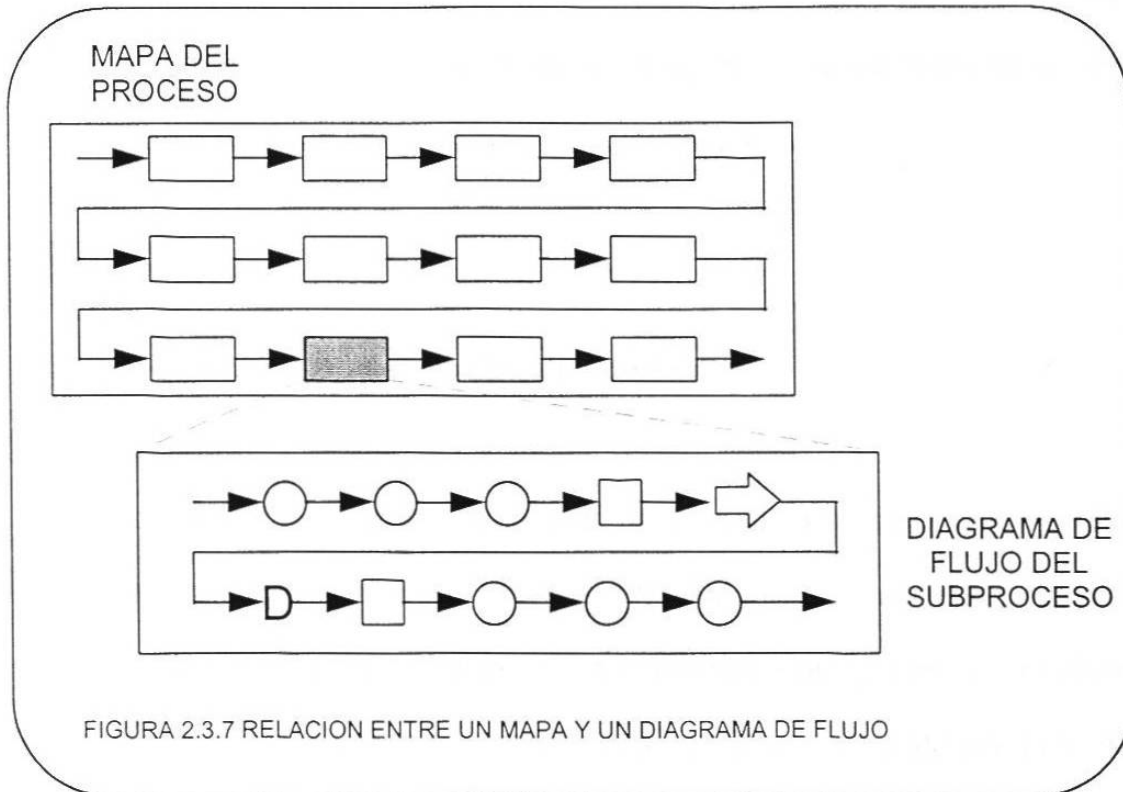 MAPA DEL
PROCESO
D
DIAGRAMA DE
FLUJO DEL
SUBPROCESO
FIGURA 2.3.7 RELACION ENTRE UN MAPA Y UN DIAGRAMA DE FLUJO